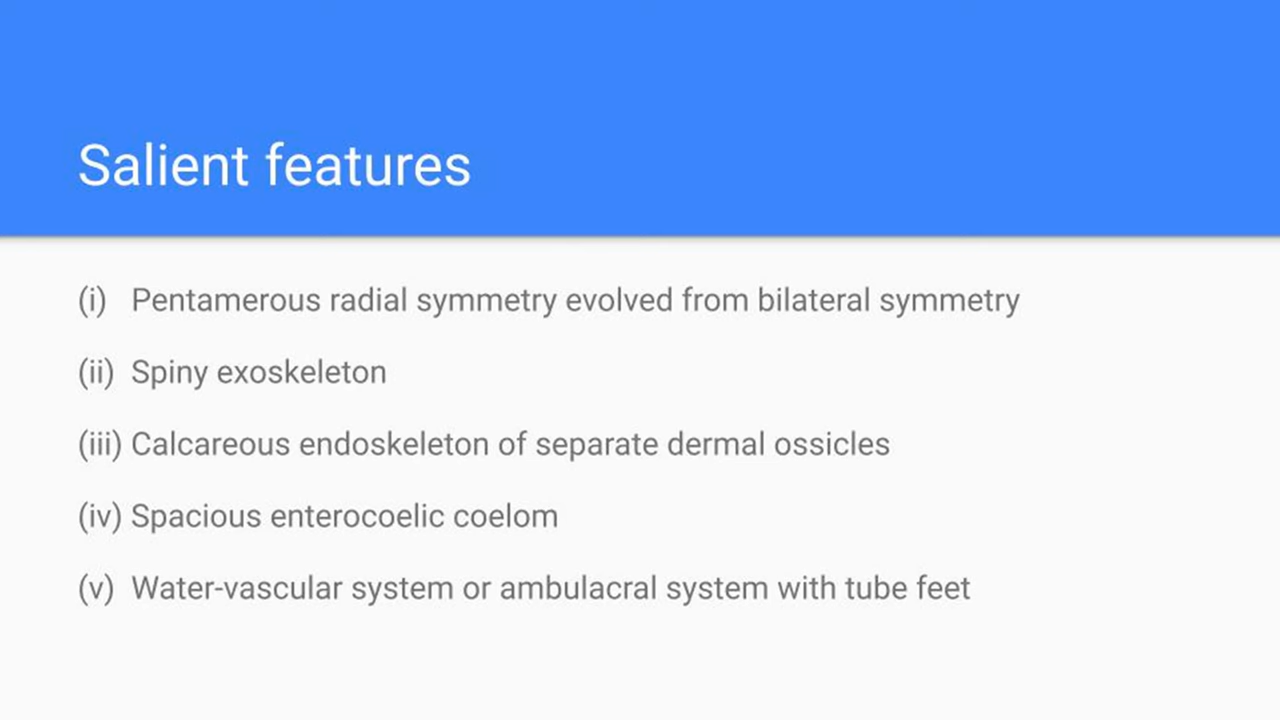 Salient features
(i) Pentamerous radial symmetry evolved from bilateral symmetry
(ii) Spiny exoskeleton
(iii) Calcareous endoskeleton of separate dermal ossicles
(iv) Spacious enterocoelic coelom
(v) Water-vascular system or ambulacral system with tube feet